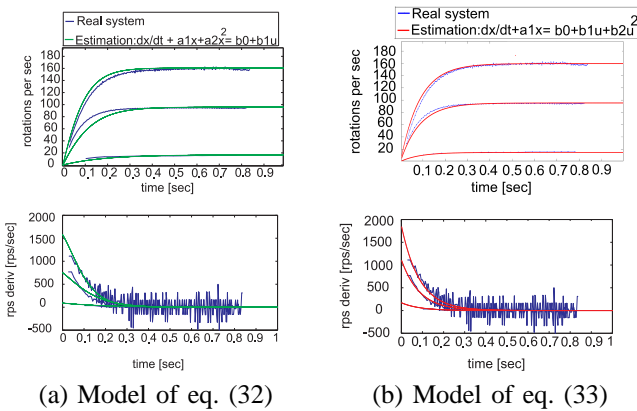 Real system
Estimation:dx/dt + a1x+a2x²= b0+b1u
rotations per sec
180
160
140
120
100
80
60
40
20
0
0 0.1 0.2 0.3 0.4 0.5 0.6 0.7 0.8 0.9
time [sec]
rps deriv [rps/sec]
2000
1500
1000
500
0
-500
0 0.1 0.2 0.3 0.4 0.5 0.6 0.7 0.8 0.9 1
time [sec]
(a) Model of eq. (32)
Real system
Estimation:dx/dt+a1x= b0+b1u+b2u²
rotations per sec
180
160
140
120
100
80
60
40
20
0.1 0.2 0.3 0.4 0.5 0.6 0.7 0.8 0.9
time [sec]
rps deriv [rps/sec]
2000
1500
1000
500
0
-500
0.1 0.2 0.3 0.4 0.5 0.6 0.7 0.8 0.9 1
time [sec]
(b) Model of eq. (33)